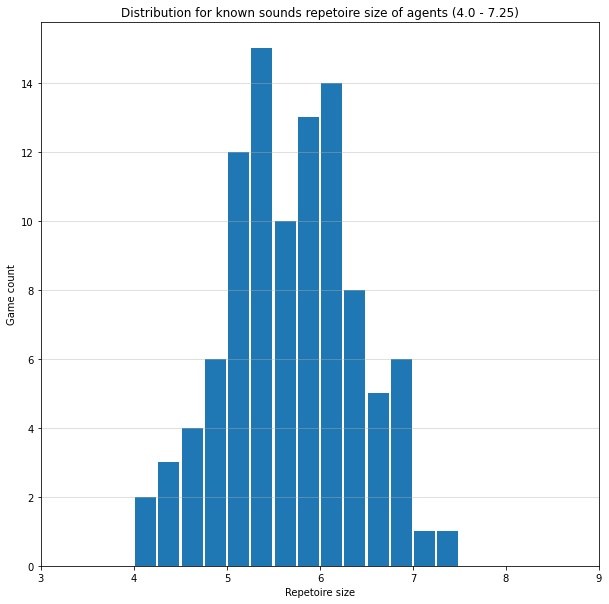 Distribution for known sounds repetoire size of agents (4.0 - 7.25)
Game count
14
12
10
8
6
4
2
0
3 4 5 6 7 8 9
Repetoire size